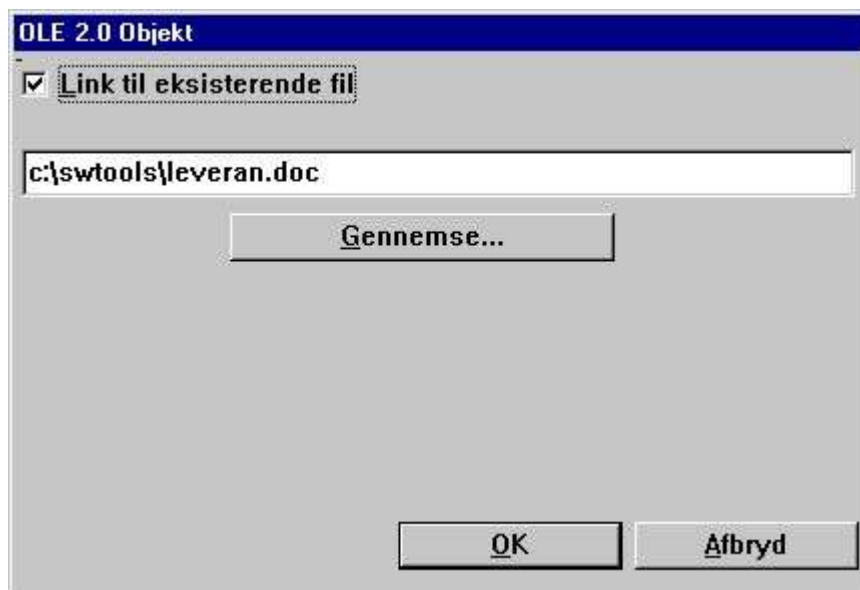 OLE 2.0 Objekt
Link til eksisterende fil
c:\swtools\leveran.doc
Gennemse...
OK
Afbryd